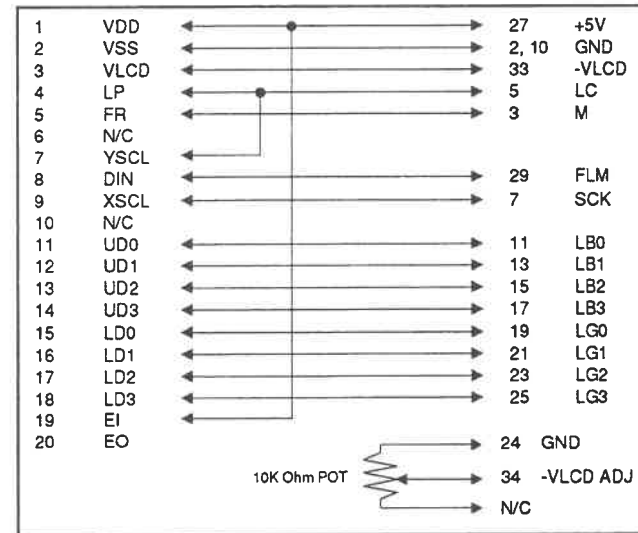 1 VDD 27 +5V
2 VSS 2, 10 GND
3 VLCD 33 -VLCD
4 LP 5 LC
5 FR 3 M
6 N/C
7 YSCL
8 DIN 29 FLM
9 XSCL 7 SCK
10 N/C
11 UD0 11 LB0
12 UD1 13 LB1
13 UD2 15 LB2
14 UD3 17 LB3
15 LD0 19 LG0
16 LD1 21 LG1
17 LD2 23 LG2
18 LD3 25 LG3
19 EI
20 EO
24 GND
10K Ohm POT 34 -VLCD ADJ
N/C